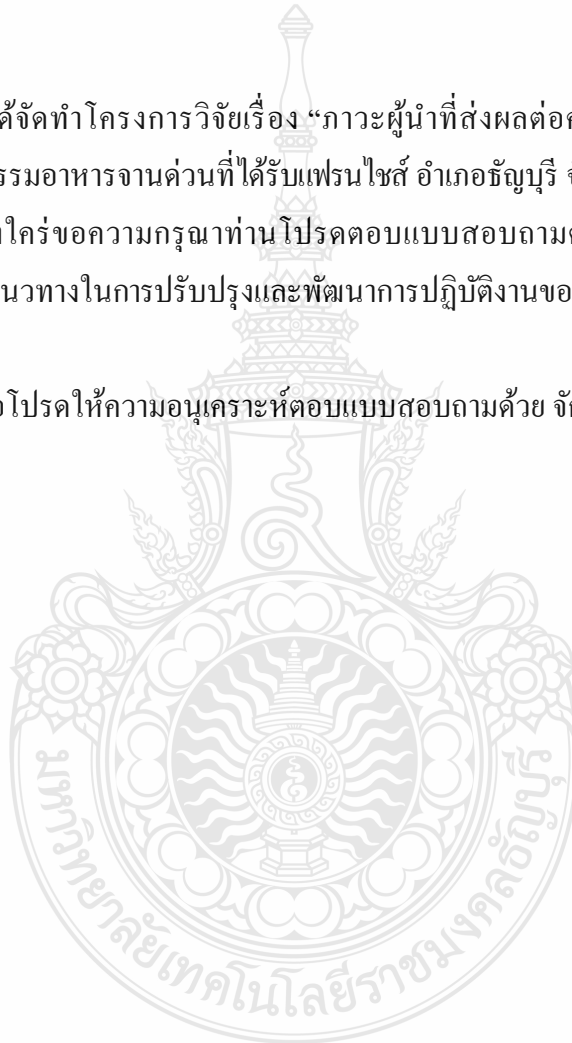 ด้จัดทำโครงการวิจัยเรื่อง “ภาวะผู้นำที่ส่งผลต่อค
รรมอาหารจานด่วนที่ได้รับแฟรนไชส์ อำเภอธัญบุรี จ
ใคร่ขอความกรุณาท่านโปรดตอบแบบสอบถามด
นวทางในการปรับปรุงและพัฒนาการปฏิบัติงานขอ
โปรดให้ความอนุเคราะห์ตอบแบบสอบถามด้วย จัก
มหาวิทยาลัยเทคโนโลยีราชมงคลธัญบุรี